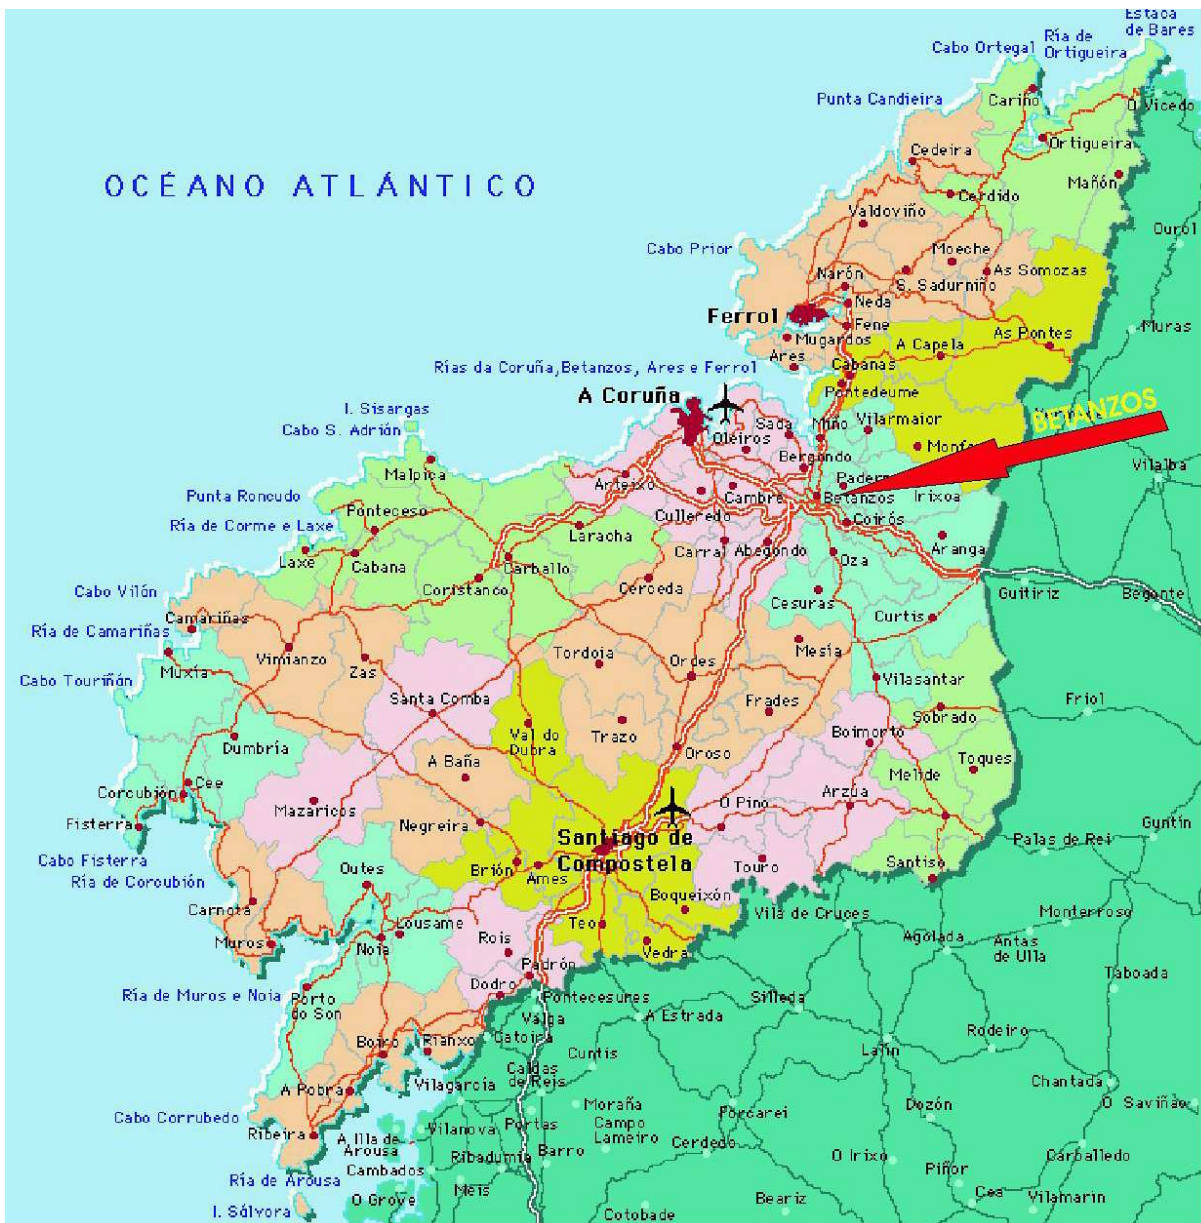 Estaca
de Bares
Ría de
Ortigueira
Cabo Ortegal
Cariño
O Vicedo
Punta Candieira
Ortigueira
Cedeira
Mañón
OCÉANO ATLÁNTICO
Cerdido
Valdoviño
Ourol
Cabo Prior
Moeche
Narón
As Somozas
S. Sadurniño
Neda
Ferrol
Fene
Muras
Mugardos
A Capela
As Pontes
Ares
Cabanas
Rías da Coruña,Betanzos, Ares e Ferrol
Pontedeume
A Coruña
I. Sisargas
BETANZOS
Vilarmaior
Sada
Miño
Cabo S. Adrián
Oleiros
Monfe
Bergondo
Vilalba
Malpica
Arteixo
Paderr
Punta Roncudo
Cambre
Betanzos
Irixoa
Ponteceso
Culleredo
Coirós
Ría de Corme e Laxe
Laracha
Aranga
Laxe
Cabana
Carral
Abegondo
Oza
Carballo
Coristanco
Cerceda
Cabo Vilán
Cesuras
Guitiriz
Begonte
Camariñas
Curtis
Ría de Camariñas
Vimianzo
Tordoia
Mesía
Muxía
Zas
Ordes
Cabo Touriñán
Vilasantar
Santa Comba
Frades
Friol
Sobrado
Val do
Dubra
Trazo
Boimorto
Dumbría
Oroso
A Baña
Toques
Melide
Cee
Corcubión
Arzúa
O Pino
Mazaricos
Fisterra
Negreira
Guntín
Santiago de
Compostela
Palas de Rei
Cabo Fisterra
Brión
Ames
Touro
Santiso
Outes
Ría de Corcubión
Boqueixón
Carnota
Vila de Cruces
Monterroso
Lousame
Teo
Muros
Noia
Rois
Vedra
Agolada
Antas
de Ulla
Padrón
Taboada
Dodro
Ría de Muros e Noia
Porto
do Son
Pontecesures
Silleda
Valga
A Estrada
Rodeiro
Boiro
Rianxo
Catoira
Lalín
Cuntis
Caldas
de Reis
A Pobra
Vilagarcía
Chantada
Moraña
Dozón
O Saviñao
Cabo Corrubedo
Forcarei
Campo
Lameiro
Portas
Vilanova
Ribeira
A Illa de
Arousa
Cerdedo
Barro
Ribadumia
O Irixo
Carballedo
Cambados
Piñor
Ría de Arousa
Meis
O Grove
Beariz
Cea
Vilamarín
I. Sálvora
Cotobade